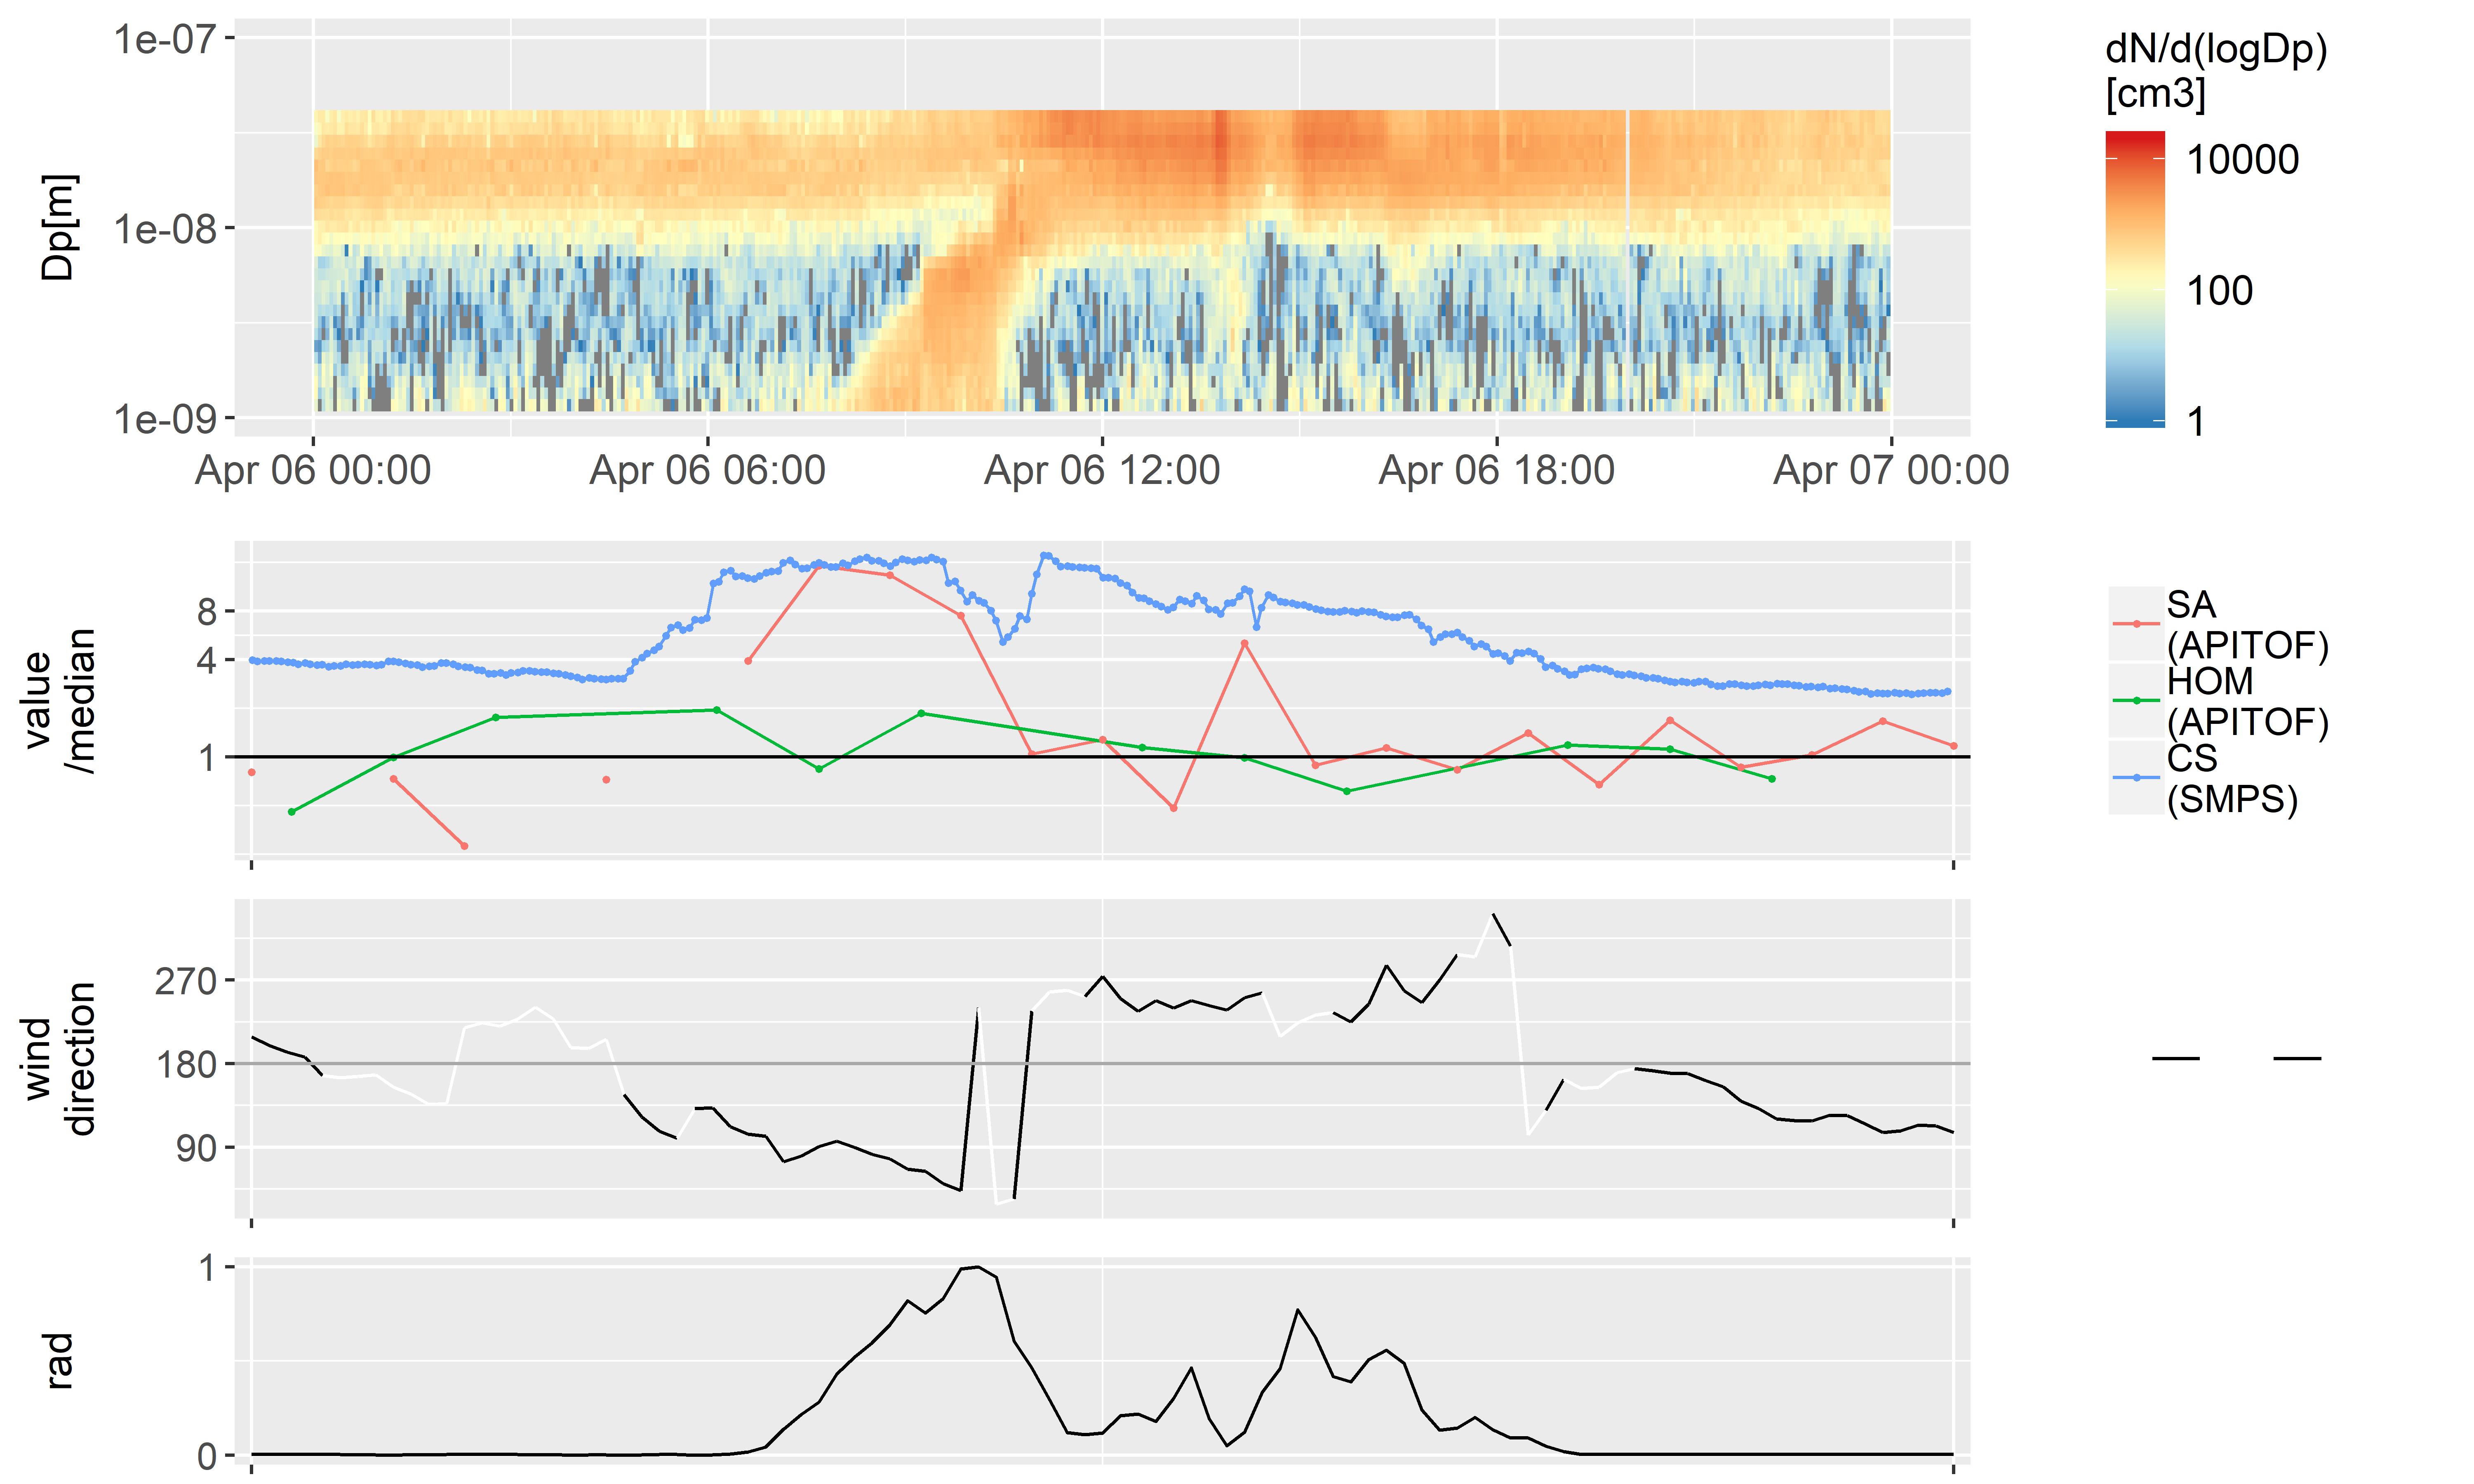 1e-07
1e-08
1e-09
Dp[m]
Apr 06 00:00
Apr 06 06:00
Apr 06 12:00
Apr 06 18:00
Apr 07 00:00
dN/d(logDp)
[cm3]
10000
100
1
8
4
1
value
/median
SA
(APITOF)
HOM
(APITOF)
CS
(SMPS)
270
180
90
wind
direction
1
0
rad